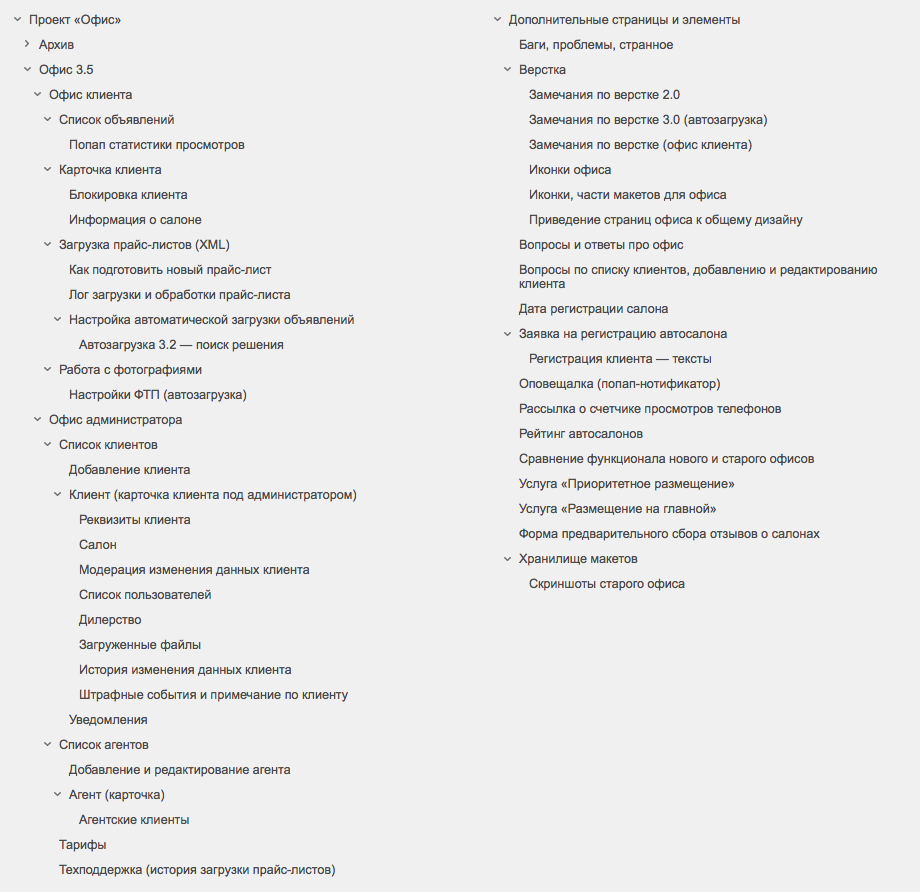 Проект «Офис»
Архив
Офис 3.5
Офис клиента
Список объявлений
Попап статистики просмотров
Карточка клиента
Блокировка клиента
Информация о салоне
Загрузка прайс-листов (XML)
Как подготовить новый прайс-лист
Лог загрузки и обработки прайс-листа
Настройка автоматической загрузки объявлений
Автозагрузка 3.2 — поиск решения
Работа с фотографиями
Настройки ФТП (автозагрузка)
Офис администратора
Список клиентов
Добавление клиента
Клиент (карточка клиента под администратором)
Реквизиты клиента
Салон
Модерация изменения данных клиента
Список пользователей
Дилерство
Загруженные файлы
История изменения данных клиента
Штрафные события и примечание по клиенту
Уведомления
Список агентов
Добавление и редактирование агента
Агент (карточка)
Агентские клиенты
Тарифы
Техподдержка (история загрузки прайс-листов)
Дополнительные страницы и элементы
Баги, проблемы, странное
Верстка
Замечания по верстке 2.0
Замечания по верстке 3.0 (автозагрузка)
Замечания по верстке (офис клиента)
Иконки офиса
Иконки, части макетов для офиса
Приведение страниц офиса к общему дизайну
Вопросы и ответы про офис
Вопросы по списку клиентов, добавлению и редактированию
клиента
Дата регистрации салона
Заявка на регистрацию автосалона
Регистрация клиента — тексты
Оповещалка (попап-нотификатор)
Рассылка о счетчике просмотров телефонов
Рейтинг автосалонов
Сравнение функционала нового и старого офисов
Услуга «Приоритетное размещение»
Услуга «Размещение на главной»
Форма предварительного сбора отзывов о салонах
Хранилище макетов
Скриншоты старого офиса